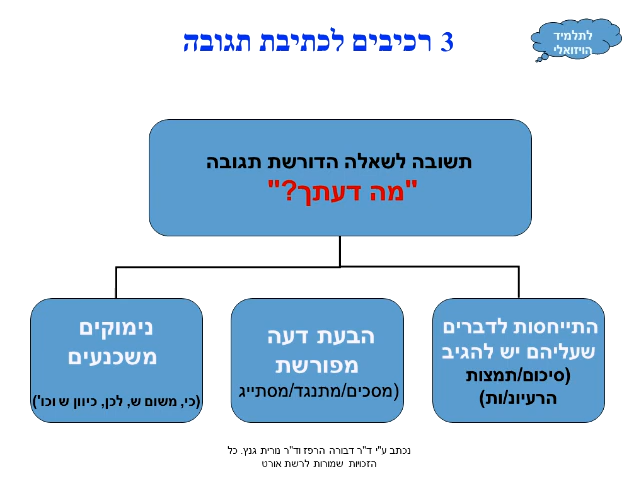 3 רכיבים לכתיבת תגובה
לתלמיד
הויזואלי
תשובה לשאלה הדורשת תגובה
"מה דעתך?"
התייחסות לדברים
שעליהם יש להגיב
(סיכום/תמצות
הרעיונ/ות)
הבעת דעה
מפורשת
(מסכים/מתנגד/מסתייג
נימוקים
משכנעים
(כי, משום ש, לכן, כיוון ש וכו')
נכתב ע"י ד"ר דבורה הרפז וד"ר נורית גנץ. כל
הזכויות שמורות לרשת אורט